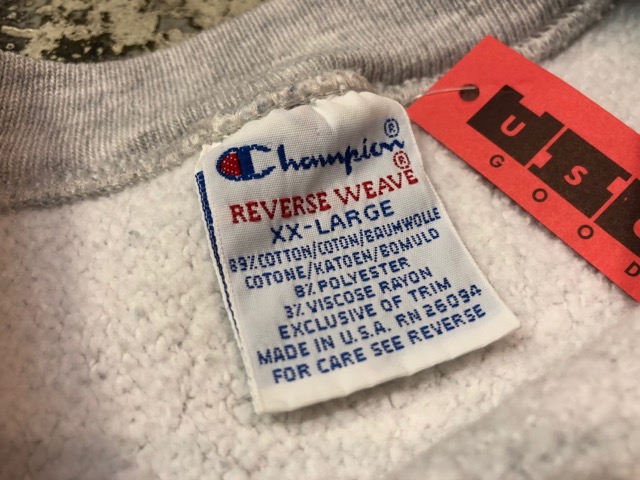 Champion®
REVERSE WEAVE®
XX-LARGE
89% COTTON/COTON/BAUMWOLLE
COTONE/KATOEN/BOMULD
8% POLYESTER
3% VISCOSE RAYON
EXCLUSIVE OF TRIM
MADE IN U.S.A. RN 26094
FOR CARE SEE REVERSE
GOOD